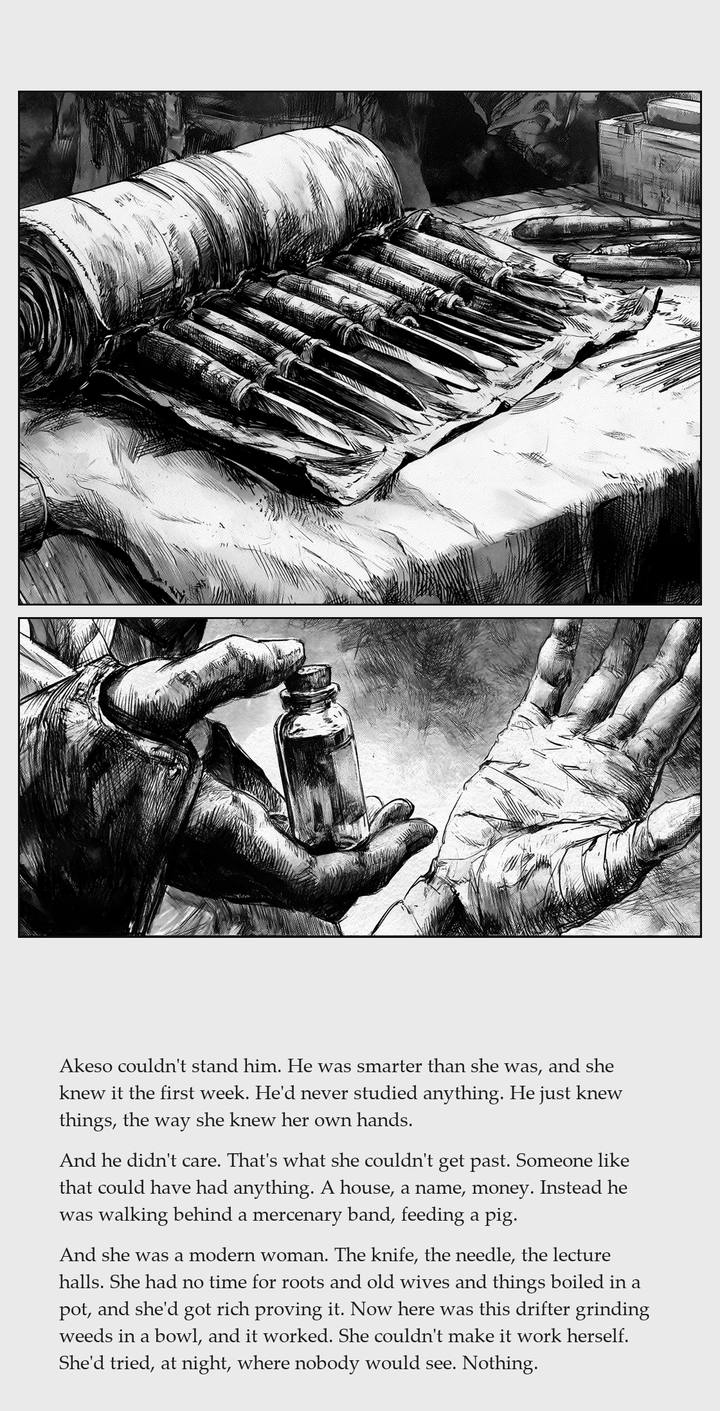 Akeso couldn't stand him. He was smarter than she was, and she
knew it the first week. He'd never studied anything. He just knew
things, the way she knew her own hands.
And he didn't care. That's what she couldn't get past. Someone like
that could have had anything. A house, a name, money. Instead he
was walking behind a mercenary band, feeding a pig.
And she was a modern woman. The knife, the needle, the lecture
halls. She had no time for roots and old wives and things boiled in a
pot, and she'd got rich proving it. Now here was this drifter grinding
weeds in a bowl, and it worked. She couldn't make it work herself.
She'd tried, at night, where nobody would see. Nothing.